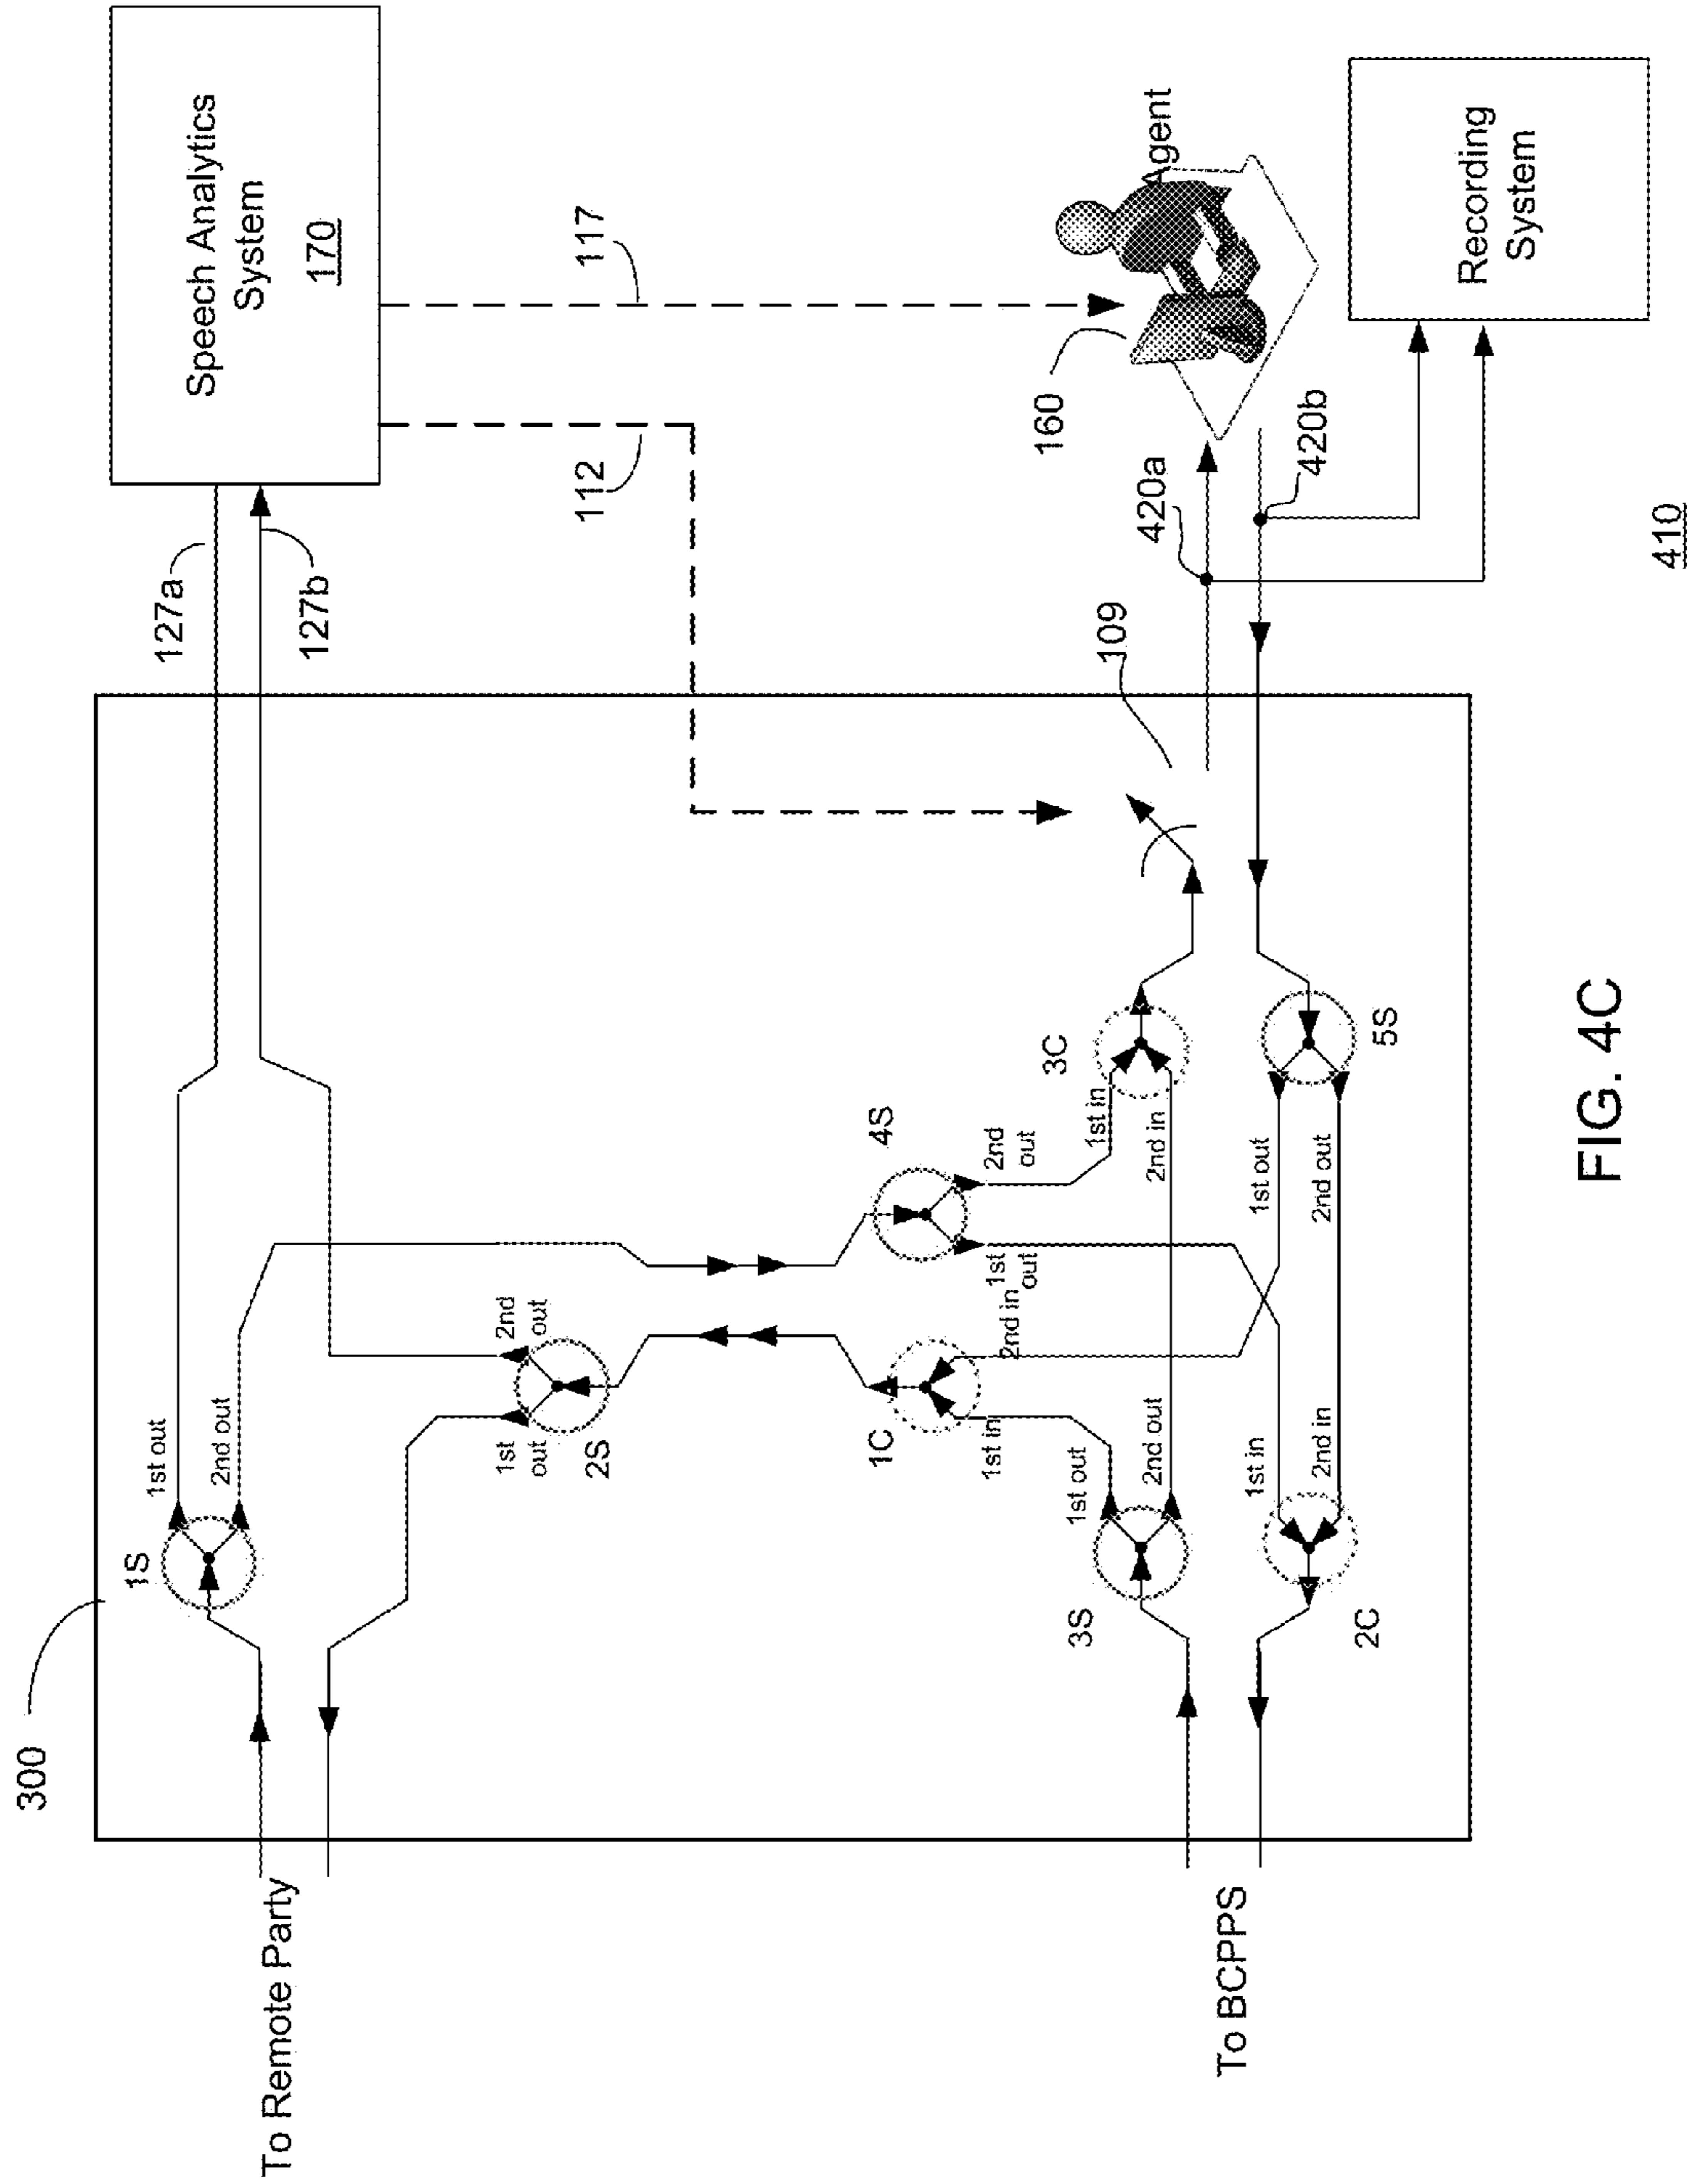 300
To Remote Party
1S
1st out
2nd out
127a
127b
Speech Analytics
System
170
112
117
1st
out
2S
2nd
out
1C
1st in
2nd in
1st
out
4S
2nd
out
3S
1st out
2nd out
1st in
2nd in
3C
109
160
Agent
420a
420b
To BCPPS
2C
1st in
2nd in
1st out
2nd out
5S
Recording
System
410
FIG. 4C